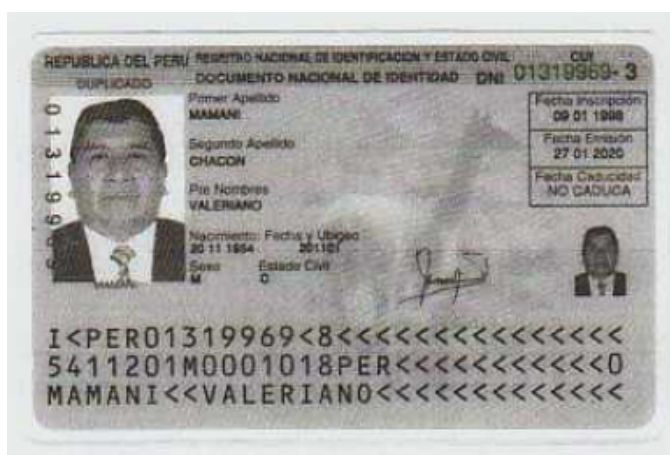 REPUBLICA DEL PERU REGISTRO NACIONAL DE IDENTIFICACION Y ESTADO CIVIL CUI
DUPLICADO DOCUMENTO NACIONAL DE IDENTIDAD DNI 01319969-3
Primer Apellido
MAMANI
Segundo Apellido
CHACON
Pre Nombres
VALERIANO
Nacimiento: Fecha y Ubigeo
20 11 1954 201101
Sexo Estado Civil
M C
Fecha Inscripción
09 01 1998
Fecha Emisión
27 01 2020
Fecha Caducidad
NO CADUCA
01319969
MAMANI
I<PER01319969<8<<<<<<<<<<<<<<<
5411201M0001018PER<<<<<<<<<<<0
MAMANI<<VALERIANO<<<<<<<<<<<<<